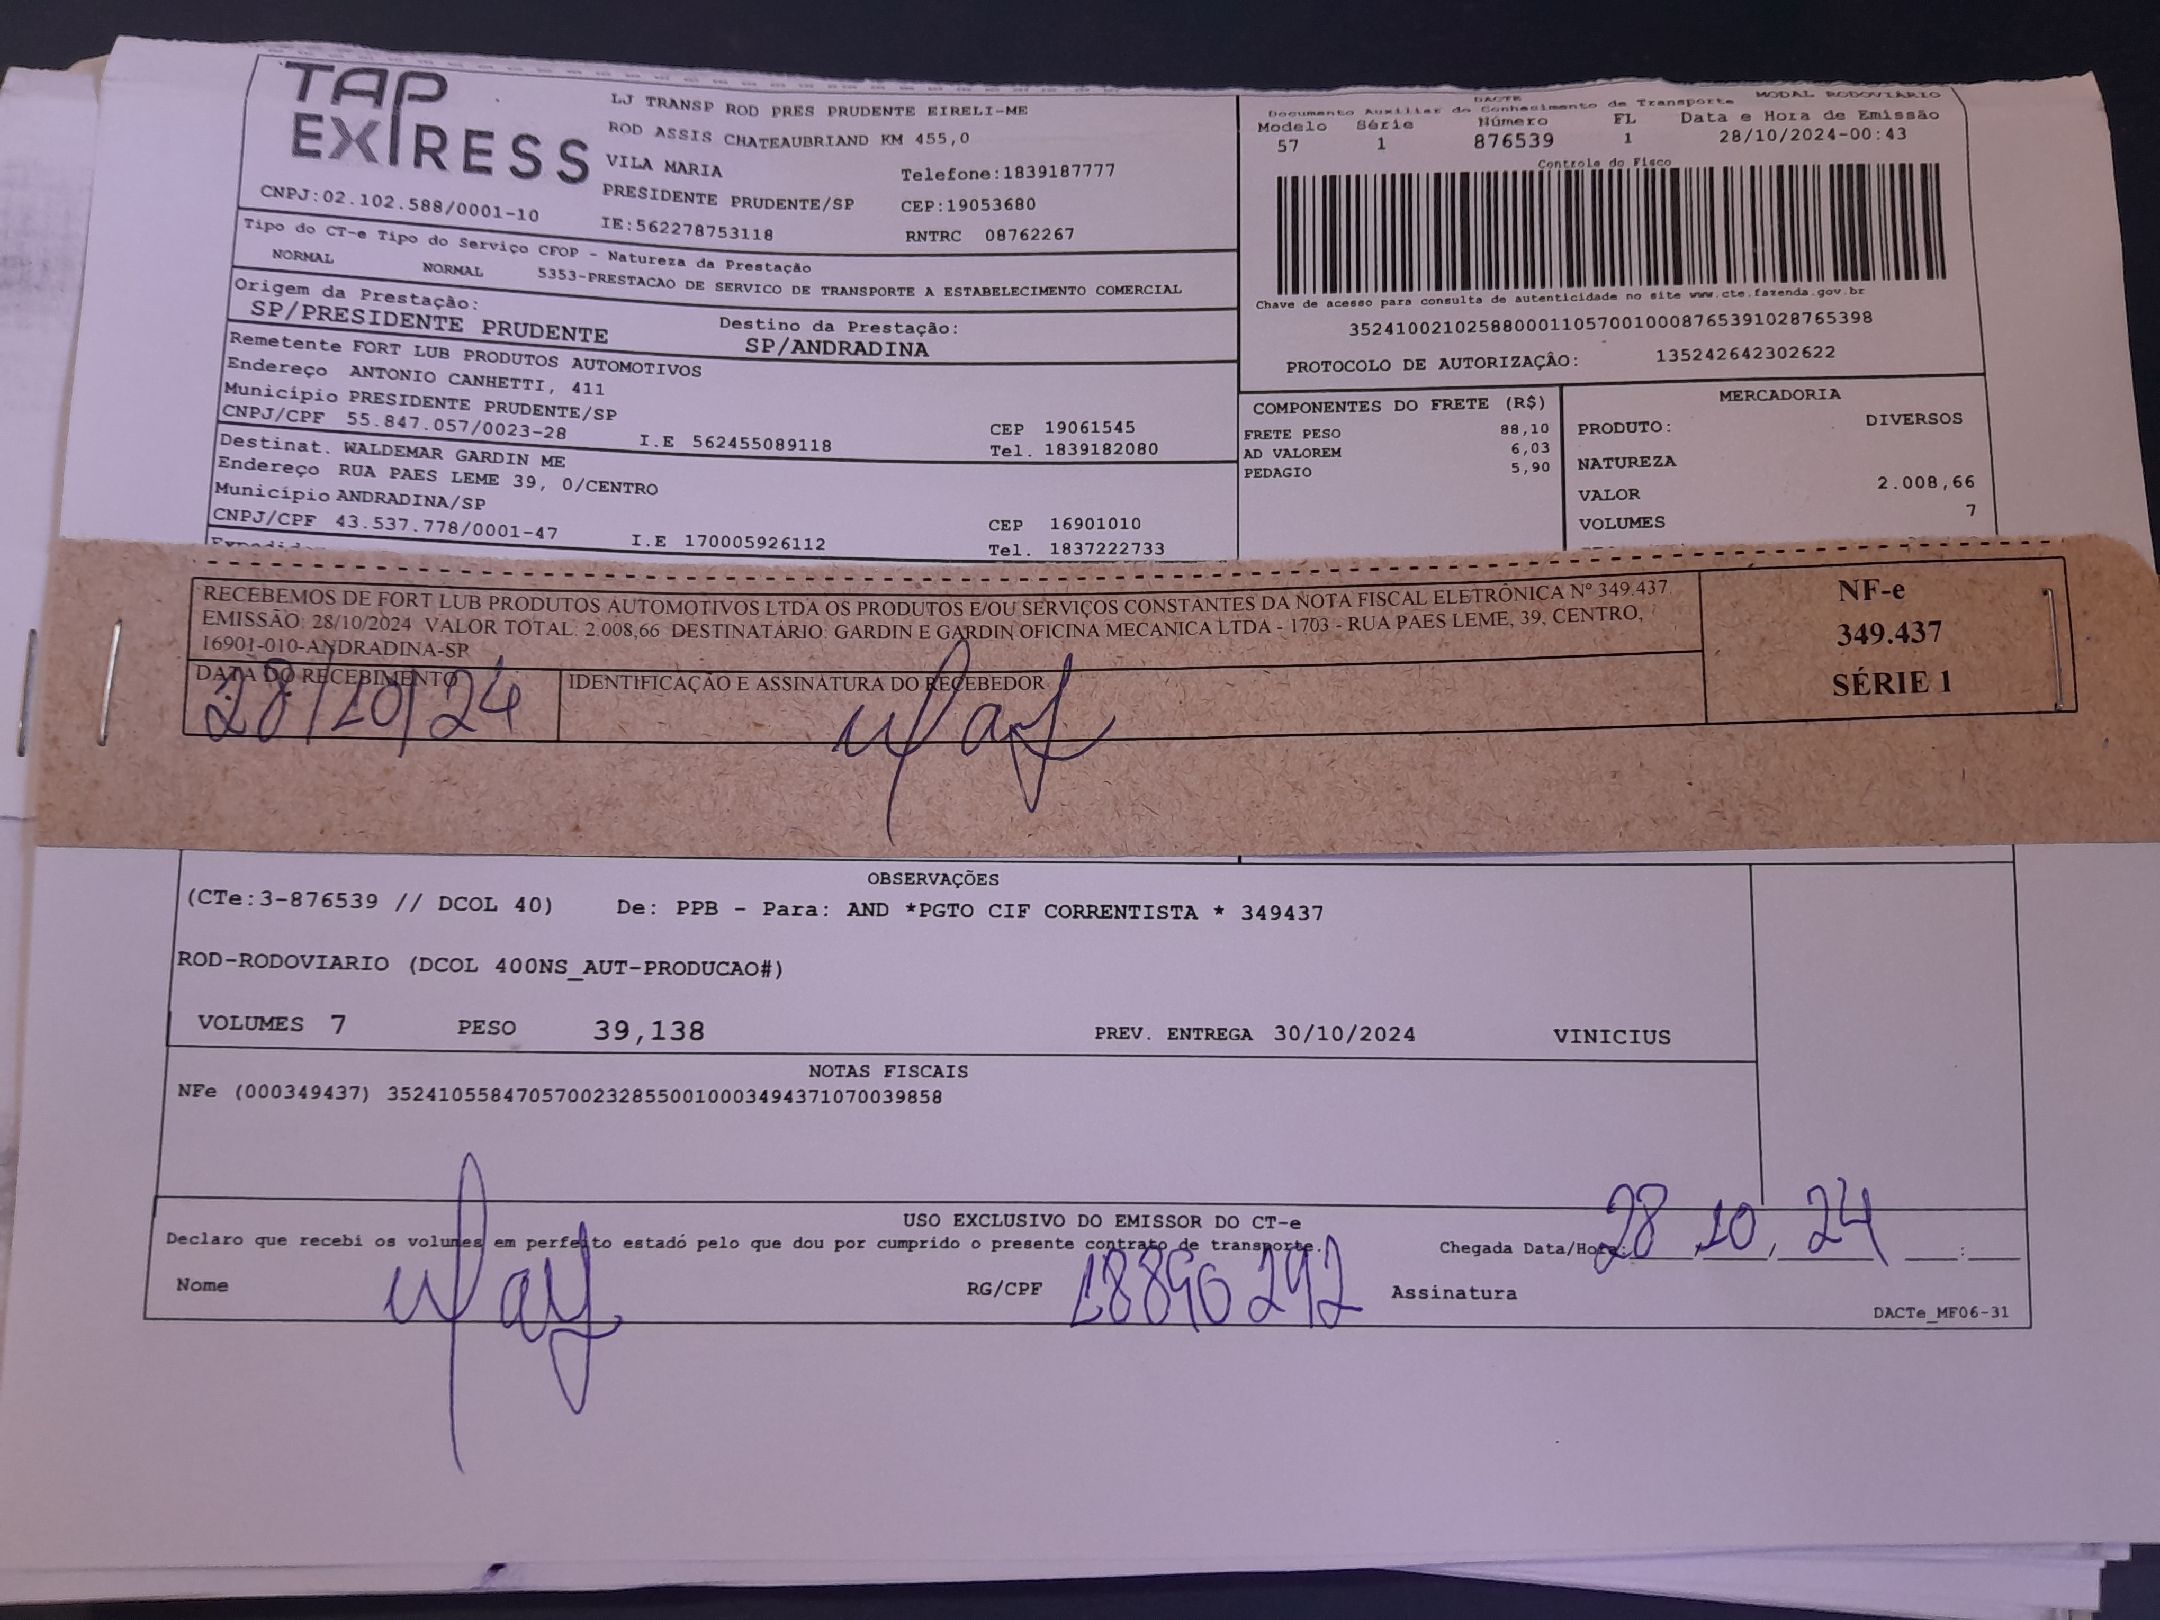 TAP
EXPRESS
CNPJ:02.102.588/0001-10
LJ TRANSP ROD PRES PRUDENTE EIRELI-ME
ROD ASSIS CHATEAUBRIAND KM 455,0
VILA MARIA Telefone:1839187777
PRESIDENTE PRUDENTE/SP CEP:19053680
IE:562278753118 RNTRC 08762267
DACTE MODAL RODOVIÁRIO
Documento Auxiliar do Conhecimento de Transporte
Modelo Série Número FL Data e Hora de Emissão
57 1 876539 1 28/10/2024-00:43
Controle do Fisco
Chave de acesso para consulta de autenticidade no site www.cte.fazenda.gov.br
35241002102588000110570010008765391028765398
PROTOCOLO DE AUTORIZAÇÂO: 135242642302622
Tipo do CT-e Tipo do Serviço CFOP - Natureza da Prestação
NORMAL NORMAL 5353-PRESTACAO DE SERVICO DE TRANSPORTE A ESTABELECIMENTO COMERCIAL
Origem da Prestação: Destino da Prestação:
SP/PRESIDENTE PRUDENTE SP/ANDRADINA
Remetente FORT LUB PRODUTOS AUTOMOTIVOS
Endereço ANTONIO CANHETTI, 411
Município PRESIDENTE PRUDENTE/SP CEP 19061545
CNPJ/CPF 55.847.057/0023-28 I.E 562455089118 Tel. 1839182080
Destinat. WALDEMAR GARDIN ME
Endereço RUA PAES LEME 39, 0/CENTRO
Município ANDRADINA/SP CEP 16901010
CNPJ/CPF 43.537.778/0001-47 I.E 170005926112 Tel. 1837222733
COMPONENTES DO FRETE (R$)
FRETE PESO 88,10
AD VALOREM 6,03
PEDAGIO 5,90
MERCADORIA
PRODUTO: DIVERSOS
NATUREZA
VALOR 2.008,66
VOLUMES 7
RECEBEMOS DE FORT LUB PRODUTOS AUTOMOTIVOS LTDA OS PRODUTOS E/OU SERVIÇOS CONSTANTES DA NOTA FISCAL ELETRÔNICA Nº 349.437
EMISSÃO: 28/10/2024 VALOR TOTAL: 2.008,66 DESTINATÁRIO: GARDIN E GARDIN OFICINA MECANICA LTDA - 1703 - RUA PAES LEME, 39, CENTRO,
16901-010-ANDRADINA-SP
DATA DO RECEBIMENTO IDENTIFICAÇÃO E ASSINATURA DO RECEBEDOR
28/10/24
NF-e
349.437
SÉRIE 1
OBSERVAÇÕES
(CTe:3-876539 // DCOL 40) De: PPB - Para: AND *PGTO CIF CORRENTISTA * 349437
ROD-RODOVIARIO (DCOL 400NS_AUT-PRODUCAO#)
VOLUMES 7 PESO 39,138 PREV. ENTREGA 30/10/2024 VINICIUS
NOTAS FISCAIS
NFe (000349437) 35241055847057002328550010003494371070039858
USO EXCLUSIVO DO EMISSOR DO CT-e
Declaro que recebi os volumes em perfeito estado pelo que dou por cumprido o presente contrato de transporte. Chegada Data/Hora: 28 10 24
Nome RG/CPF 18890292 Assinatura
DACTe_MF06-31